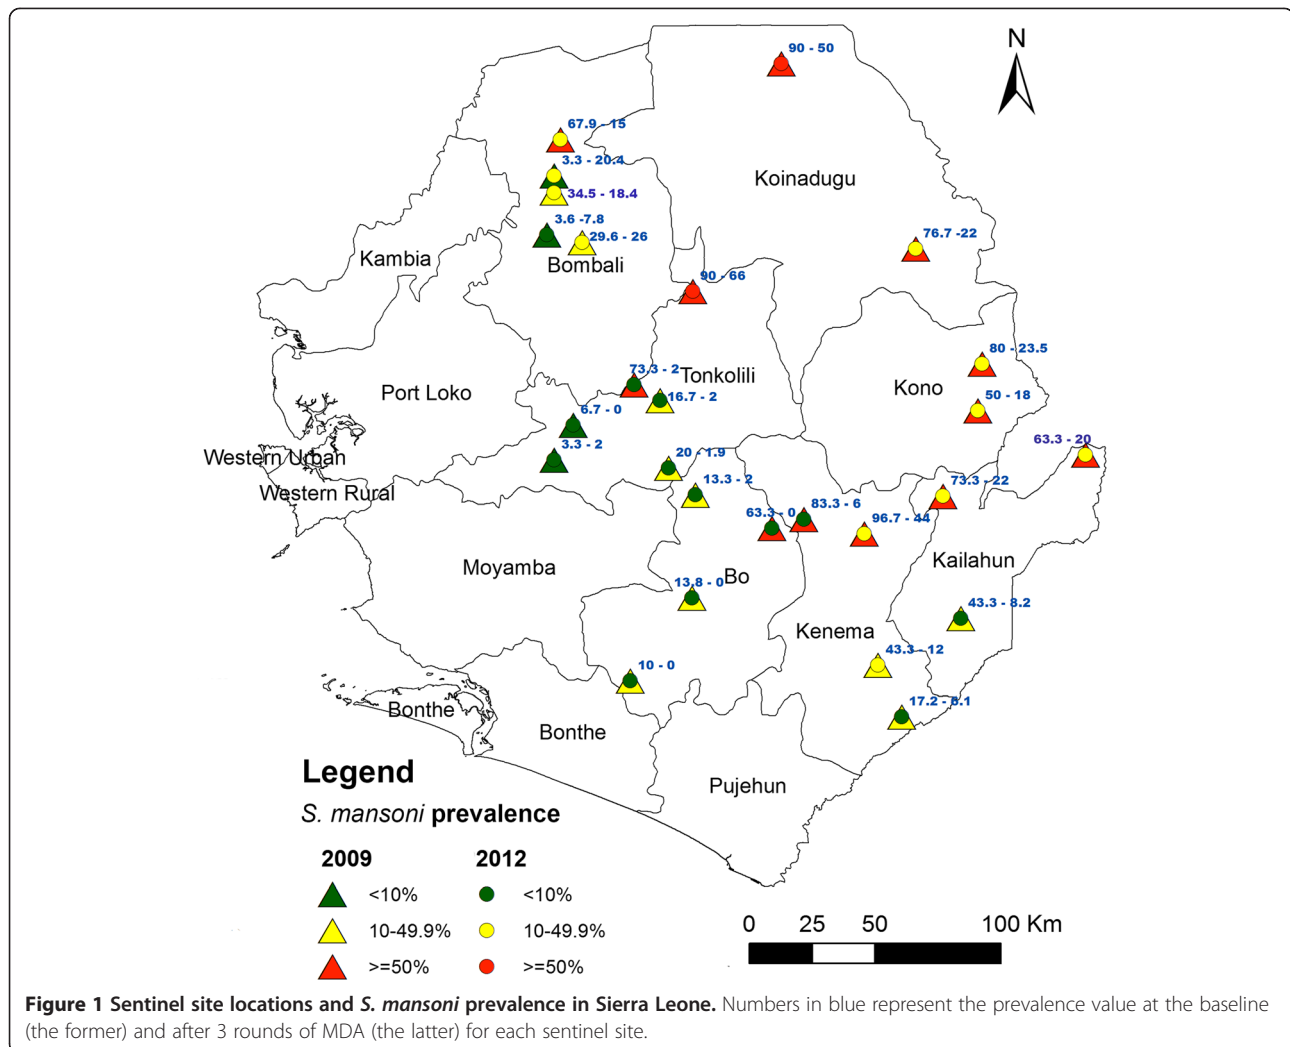 N
90 - 50
67.9 - 15
3.3 - 20.4
Koinadugu
34.5 - 18.4
3.6 -7.8
29.6 - 26
76.7 -22
Kambia
Bombali
90 - 66
80 - 23.5
73.3 - 2
Tonkolili
Kono
Port Loko
16.7 - 2
50 - 18
6.7 - 0
3.3 - 2
63.3 - 20
Western Urban
20 - 1.9
13.3 - 2
73.3 - 22
Western Rural
83.3 - 6
63.3 - 0
96.7 - 44
Kailahun
Moyamba
Bo
13.8 - 0
43.3 - 8.2
Kenema
43.3 - 12
10 - 0
17.2 - 6.1
Bonthe
Bonthe
Pujehun
Legend
S. mansoni prevalence
2009 2012
<10% <10%
10-49.9% 10-49.9%
>=50% >=50%
0 25 50 100 Km
Figure 1 Sentinel site locations and S. mansoni prevalence in Sierra Leone. Numbers in blue represent the prevalence value at the baseline
(the former) and after 3 rounds of MDA (the latter) for each sentinel site.